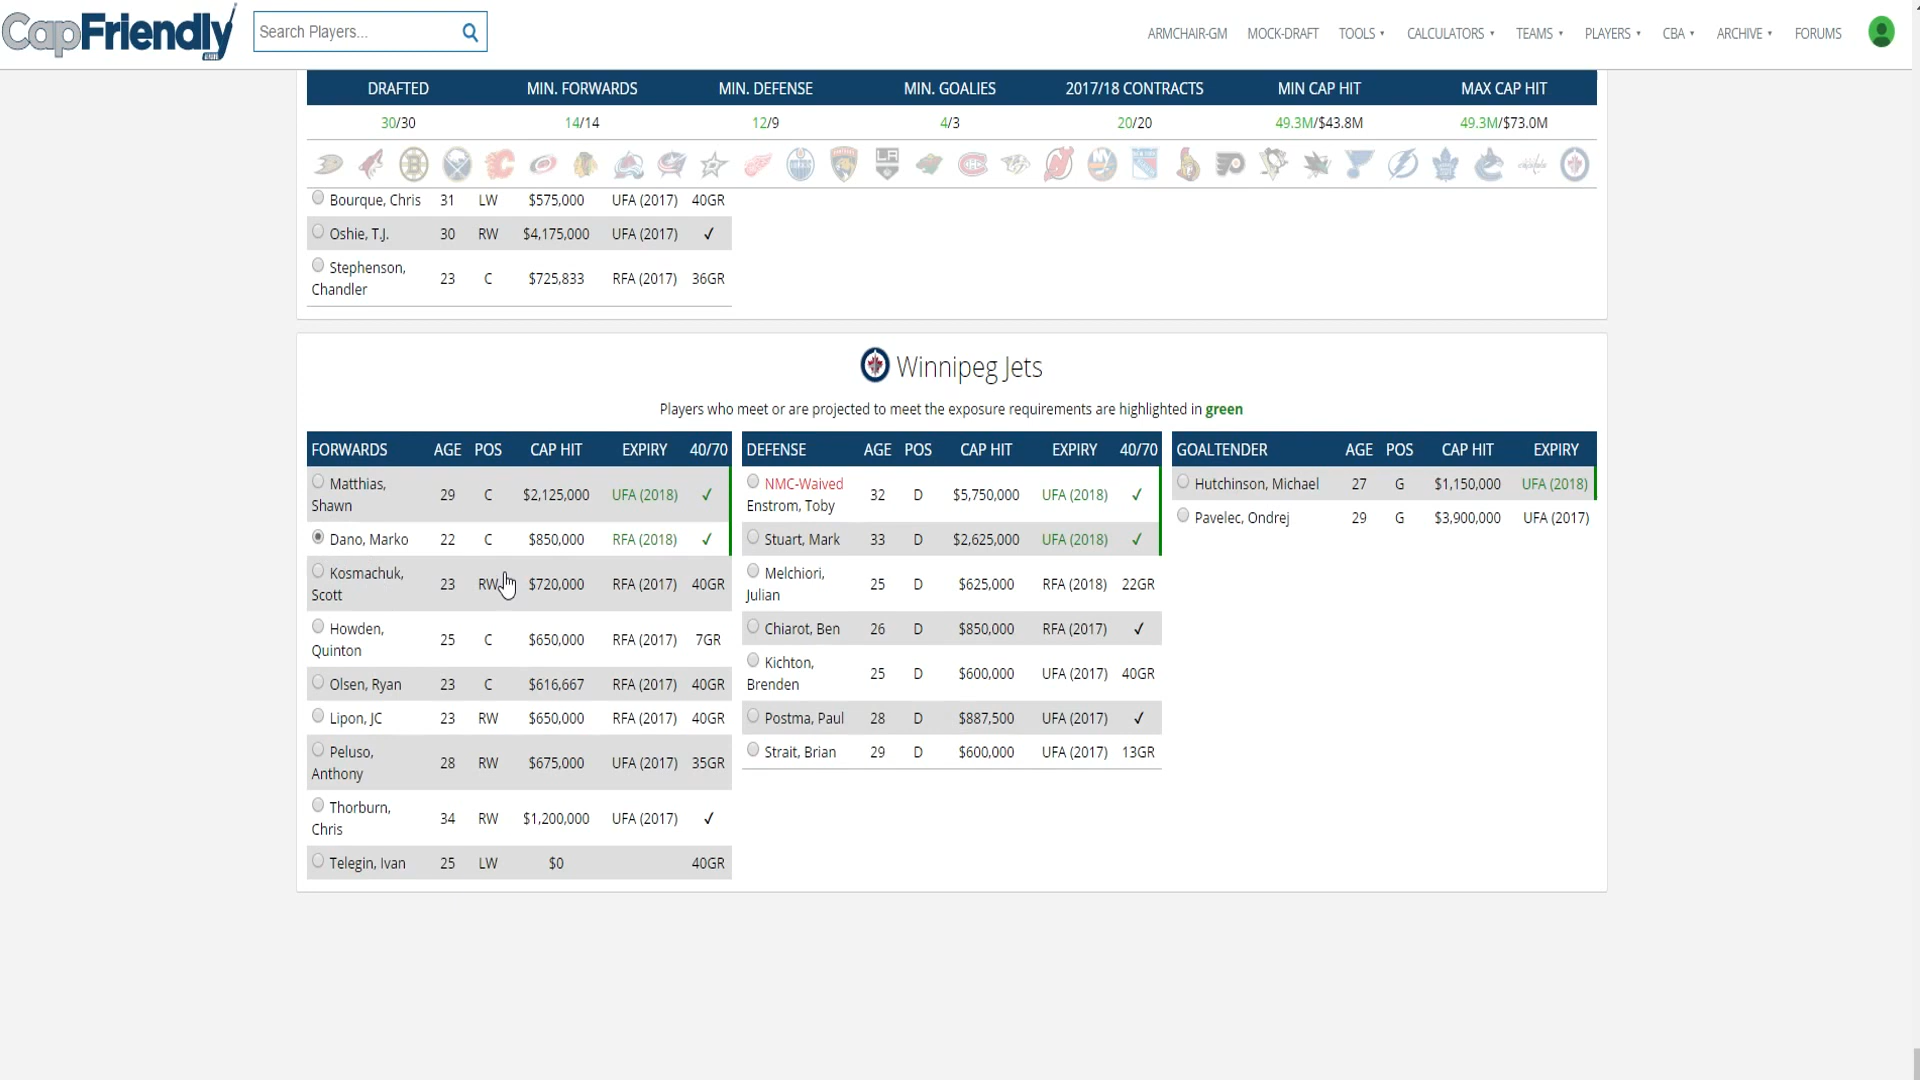 CapFriendly
Search Players...
ARMCHAIR-GM MOCK-DRAFT TOOLS CALCULATORS TEAMS PLAYERS CBA ARCHIVE FORUMS
DRAFTED MIN. FORWARDS MIN. DEFENSE MIN. GOALIES 2017/18 CONTRACTS MIN CAP HIT MAX CAP HIT
30/30 14/14 12/9 4/3 20/20 49.3M/$43.8M 49.3M/$73.0M
Bourque, Chris 31 LW $575,000 UFA (2017) 40GR
Oshie, T.J. 30 RW $4,175,000 UFA (2017) ✓
Stephenson, Chandler 23 C $725,833 RFA (2017) 36GR
Winnipeg Jets
Players who meet or are projected to meet the exposure requirements are highlighted in green
FORWARDS AGE POS CAP HIT EXPIRY 40/70
Matthias, Shawn 29 C $2,125,000 UFA (2018) ✓
Dano, Marko 22 C $850,000 RFA (2018) ✓
Kosmachuk, Scott 23 RW $720,000 RFA (2017) 40GR
Howden, Quinton 25 C $650,000 RFA (2017) 7GR
Olsen, Ryan 23 C $616,667 RFA (2017) 40GR
Lipon, JC 23 RW $650,000 RFA (2017) 40GR
Peluso, Anthony 28 RW $675,000 UFA (2017) 35GR
Thorburn, Chris 34 RW $1,200,000 UFA (2017) ✓
Telegin, Ivan 25 LW $0 40GR
DEFENSE AGE POS CAP HIT EXPIRY 40/70
NMC-Waived Enstrom, Toby 32 D $5,750,000 UFA (2018) ✓
Stuart, Mark 33 D $2,625,000 UFA (2018) ✓
Melchiori, Julian 25 D $625,000 RFA (2018) 22GR
Chiarot, Ben 26 D $850,000 RFA (2017) ✓
Kichton, Brenden 25 D $600,000 UFA (2017) 40GR
Postma, Paul 28 D $887,500 UFA (2017) ✓
Strait, Brian 29 D $600,000 UFA (2017) 13GR
GOALTENDER AGE POS CAP HIT EXPIRY
Hutchinson, Michael 27 G $1,150,000 UFA (2018)
Pavelec, Ondrej 29 G $3,900,000 UFA (2017)